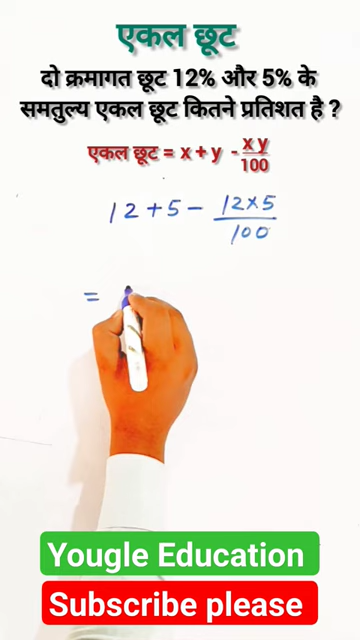 एकल छूट
दो क्रमागत छूट 12% और 5% के
समतुल्य एकल छूट कितने प्रतिशत है ?
एकल छूट = x + y - xy/100
12 + 5 - 12×5/100
=
Yougle Education
Subscribe please